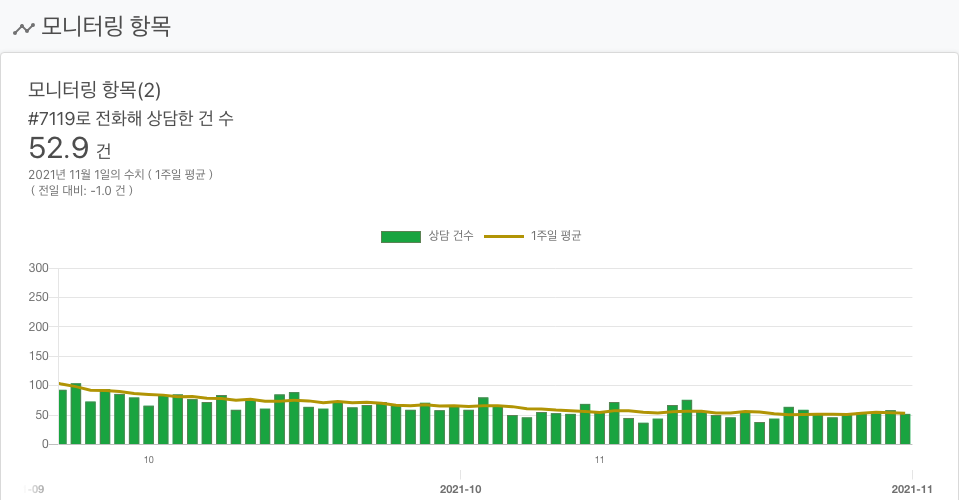 모니터링 항목
모니터링 항목(2)
#7119로 전화해 상담한 건 수
52.9 건
2021년 11월 1일의 수치 ( 1주일 평균 )
( 전일 대비: -1.0 건 )
상담 건수 1주일 평균
300
250
200
150
100
50
0
10 11
-09 2021-10 2021-11